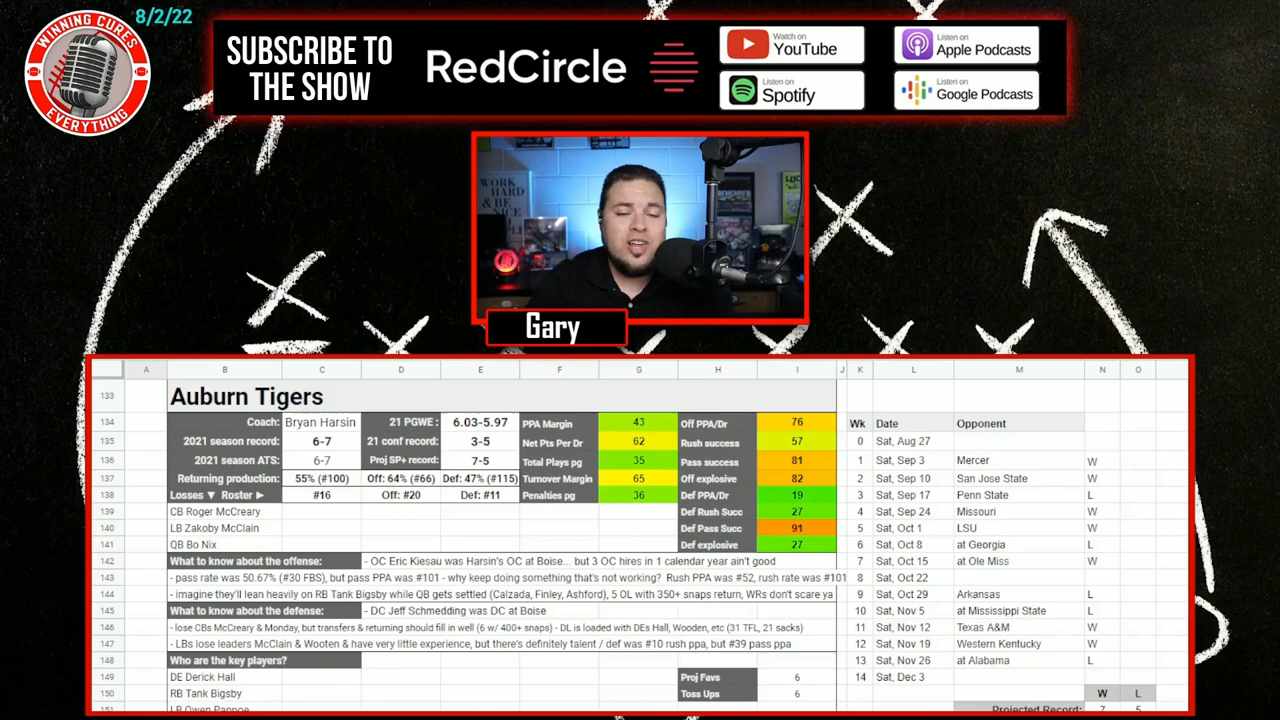 8/2/22
WINNING CURES
EVERYTHING
SUBSCRIBE TO
THE SHOW
RedCircle
Watch on
YouTube
Listen on
Apple Podcasts
Listen on
Spotify
Listen on
Google Podcasts
WORK
HARD
& BE
NICE
Gary
A B C D E F G H I J K L M N O
133 Auburn Tigers
134 Coach: Bryan Harsin 21 PGWE : 6.03-5.97 PPA Margin 43 Off PPA/Dr 76 Wk Date Opponent
135 2021 season record: 6-7 21 conf record: 3-5 Net Pts Per Dr 62 Rush success 57 0 Sat, Aug 27
136 2021 season ATS: 6-7 Proj SP+ record: 7-5 Total Plays pg 35 Pass success 81 1 Sat, Sep 3 Mercer W
137 Returning production: 55% (#100) Off: 64% (#66) Def: 47% (#115) Turnover Margin 65 Off explosive 82 2 Sat, Sep 10 San Jose State W
138 Losses ▼ Roster ► #16 Off: #20 Def: #11 Penalties pg 36 Def PPA/Dr 19 3 Sat, Sep 17 Penn State L
139 CB Roger McCreary Def Rush Succ 27 4 Sat, Sep 24 Missouri W
140 LB Zakoby McClain Def Pass Succ 91 5 Sat, Oct 1 LSU W
141 QB Bo Nix Def explosive 27 6 Sat, Oct 8 at Georgia L
142 What to know about the offense: - OC Eric Kiesau was Harsin's OC at Boise... but 3 OC hires in 1 calendar year ain't good 7 Sat, Oct 15 at Ole Miss W
143 - pass rate was 50.67% (#30 FBS), but pass PPA was #101 - why keep doing something that's not working? Rush PPA was #52, rush rate was #101 8 Sat, Oct 22
144 - imagine they'll lean heavily on RB Tank Bigsby while QB gets settled (Calzada, Finley, Ashford), 5 OL with 350+ snaps return, WRs don't scare ya 9 Sat, Oct 29 Arkansas L
145 What to know about the defense: - DC Jeff Schmedding was DC at Boise 10 Sat, Nov 5 at Mississippi State L
146 - lose CBs McCreary & Monday, but transfers & returning should fill in well (6 w/ 400+ snaps) - DL is loaded with DEs Hall, Wooden, etc (31 TFL, 21 sacks) 11 Sat, Nov 12 Texas A&M W
147 - LBs lose leaders McClain & Wooten & have very little experience, but there's definitely talent / def was #10 rush ppa, but #39 pass ppa 12 Sat, Nov 19 Western Kentucky W
148 Who are the key players? 13 Sat, Nov 26 at Alabama L
149 DE Derick Hall Proj Favs 6 14 Sat, Dec 3
150 RB Tank Bigsby Toss Ups 6 W L
151 LB Owen Pappoe Projected Record: 7 5